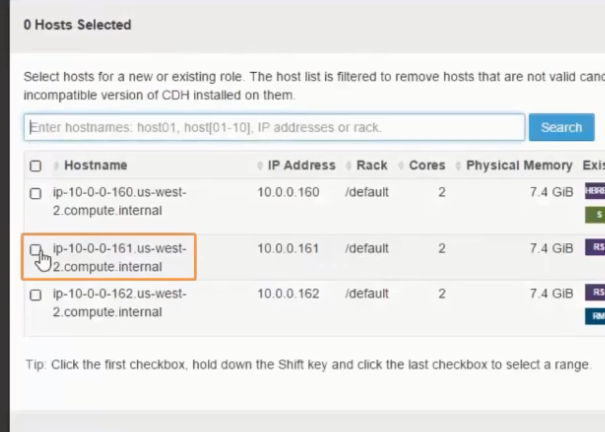 0 Hosts Selected
Select hosts for a new or existing role. The host list is filtered to remove hosts that are not valid
incompatible version of CDH installed on them.
Enter hostnames: host01, host[01-10], IP addresses or rack.
Search
Hostname IP Address Rack Cores Physical Memory
ip-10-0-0-160.us-west- 10.0.0.160 /default 2 7.4 GiB
2.compute.internal S
ip-10-0-0-161.us-west- 10.0.0.161 /default 2 7.4 GiB RS
2.compute.internal
ip-10-0-0-162.us-west- 10.0.0.162 /default 2 7.4 GiB RS
2.compute.internal RM
Tip: Click the first checkbox, hold down the Shift key and click the last checkbox to select a range.